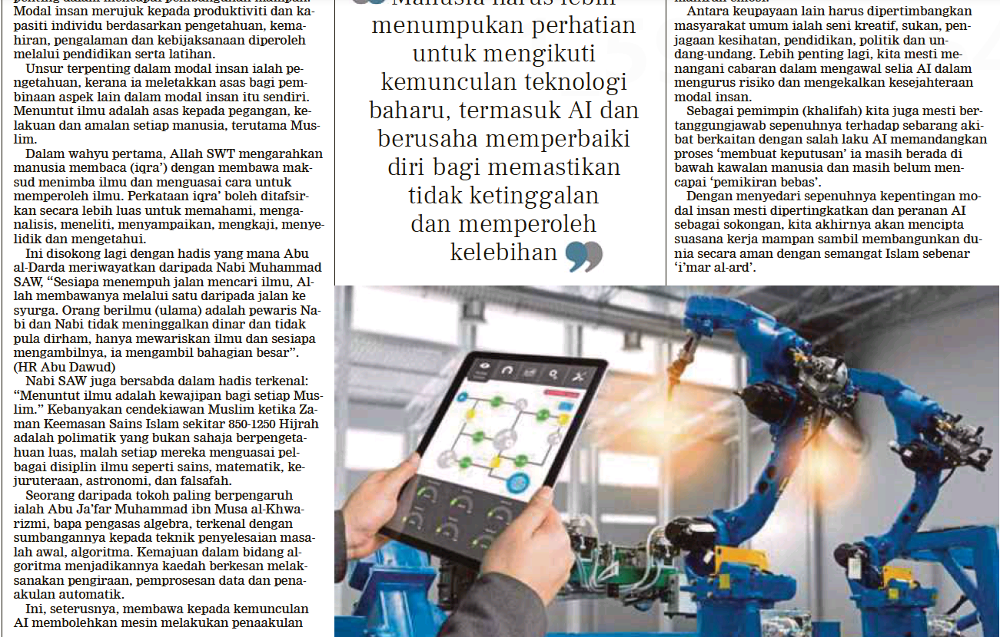 penting dalam mencapai pembangunan mampan.
Modal insan merujuk kepada produktiviti dan ka-
pasiti individu berdasarkan pengetahuan, kema-
hiran, pengalaman dan kebijaksanaan diperoleh
melalui pendidikan serta latihan.
Unsur terpenting dalam modal insan ialah pe-
ngetahuan, kerana ia meletakkan asas bagi pem-
binaan aspek lain dalam modal insan itu sendiri.
Menuntut ilmu adalah asas kepada pegangan, ke-
lakuan dan amalan setiap manusia, terutama Mus-
lim.
Dalam wahyu pertama, Allah SWT mengarahkan
manusia membaca (iqra’) dengan membawa mak-
sud menimba ilmu dan menguasai cara untuk
memperoleh ilmu. Perkataan iqra’ boleh ditafsir-
kan secara lebih luas untuk memahami, menga-
nalisis, meneliti, menyampaikan, mengkaji, menye-
lidik dan mengetahui.
Ini disokong lagi dengan hadis yang mana Abu
al-Darda meriwayatkan daripada Nabi Muhammad
SAW, “Sesiapa menempuh jalan mencari ilmu, Al-
lah membawanya melalui satu daripada jalan ke
syurga. Orang berilmu (ulama) adalah pewaris Na-
bi dan Nabi tidak meninggalkan dinar dan tidak
pula dirham, hanya mewariskan ilmu dan sesiapa
mengambilnya, ia mengambil bahagian besar”.
(HR Abu Dawud)
Nabi SAW juga bersabda dalam hadis terkenal:
“Menuntut ilmu adalah kewajipan bagi setiap Mus-
lim.” Kebanyakan cendekiawan Muslim ketika Za-
man Keemasan Sains Islam sekitar 850-1250 Hijrah
adalah polimatik yang bukan sahaja berpengeta-
huan luas, malah setiap mereka menguasai pel-
bagai disiplin ilmu seperti sains, matematik, ke-
juruteraan, astronomi, dan falsafah.
Seorang daripada tokoh paling berpengaruh
ialah Abu Ja’far Muhammad ibn Musa al-Khwa-
rizmi, bapa pengasas algebra, terkenal dengan
sumbangannya kepada teknik penyelesaian masa-
lah awal, algoritma. Kemajuan dalam bidang al-
goritma menjadikannya kaedah berkesan melak-
sanakan pengiraan, pemprosesan data dan pena-
akulan automatik.
Ini, seterusnya, membawa kepada kemunculan
AI membolehkan mesin melakukan penaakulan
Manusia harus lebih
menumpukan perhatian
untuk mengikuti
kemunculan teknologi
baharu, termasuk AI dan
berusaha memperbaiki
diri bagi memastikan
tidak ketinggalan
dan memperoleh
kelebihan ”
Antara keupayaan lain harus dipertimbangkan
masyarakat umum ialah seni kreatif, sukan, pen-
jagaan kesihatan, pendidikan, politik dan un-
dang-undang. Lebih penting lagi, kita mesti me-
nangani cabaran dalam mengawal selia AI dalam
mengurus risiko dan mengekalkan kesejahteraan
modal insan.
Sebagai pemimpin (khalifah) kita juga mesti ber-
tanggungjawab sepenuhnya terhadap sebarang aki-
bat berkaitan dengan salah laku AI memandangkan
proses ‘membuat keputusan’ ia masih berada di
bawah kawalan manusia dan masih belum men-
capai ‘pemikiran bebas’.
Dengan menyedari sepenuhnya kepentingan mo-
dal insan mesti dipertingkatkan dan peranan AI
sebagai sokongan, kita akhirnya akan mencipta
suasana kerja mampan sambil membangunkan du-
nia secara aman dengan semangat Islam sebenar
‘i’mar al-ard’.